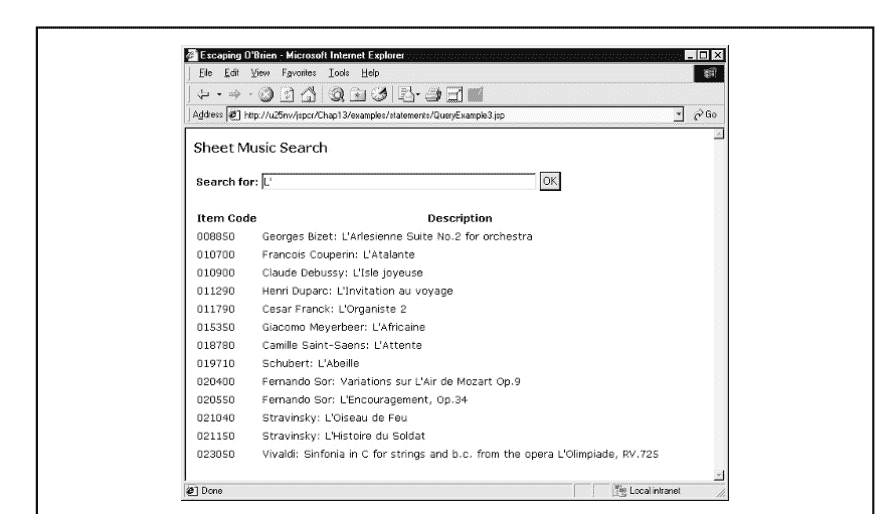 Escaping O'Brien - Microsoft Internet Explorer
File Edit View Favorites Tools Help
Address http://u25nv/jspcr/Chap13/examples/statements/QueryExample3.jsp Go
Sheet Music Search
Search for: L' OK
Item Code Description
008850 Georges Bizet: L'Arlesienne Suite No.2 for orchestra
010700 Francois Couperin: L'Atalante
010900 Claude Debussy: L'Isle joyeuse
011290 Henri Duparc: L'Invitation au voyage
011790 Cesar Franck: L'Organiste 2
015350 Giacomo Meyerbeer: L'Africaine
018780 Camille Saint-Saens: L'Attente
019710 Schubert: L'Abeille
020400 Fernando Sor: Variations sur L'Air de Mozart Op.9
020550 Fernando Sor: L'Encouragement, Op.34
021040 Stravinsky: L'Oiseau de Feu
021150 Stravinsky: L'Histoire du Soldat
023050 Vivaldi: Sinfonia in C for strings and b.c. from the opera L'Olimpiade, RV.725
Done Local intranet